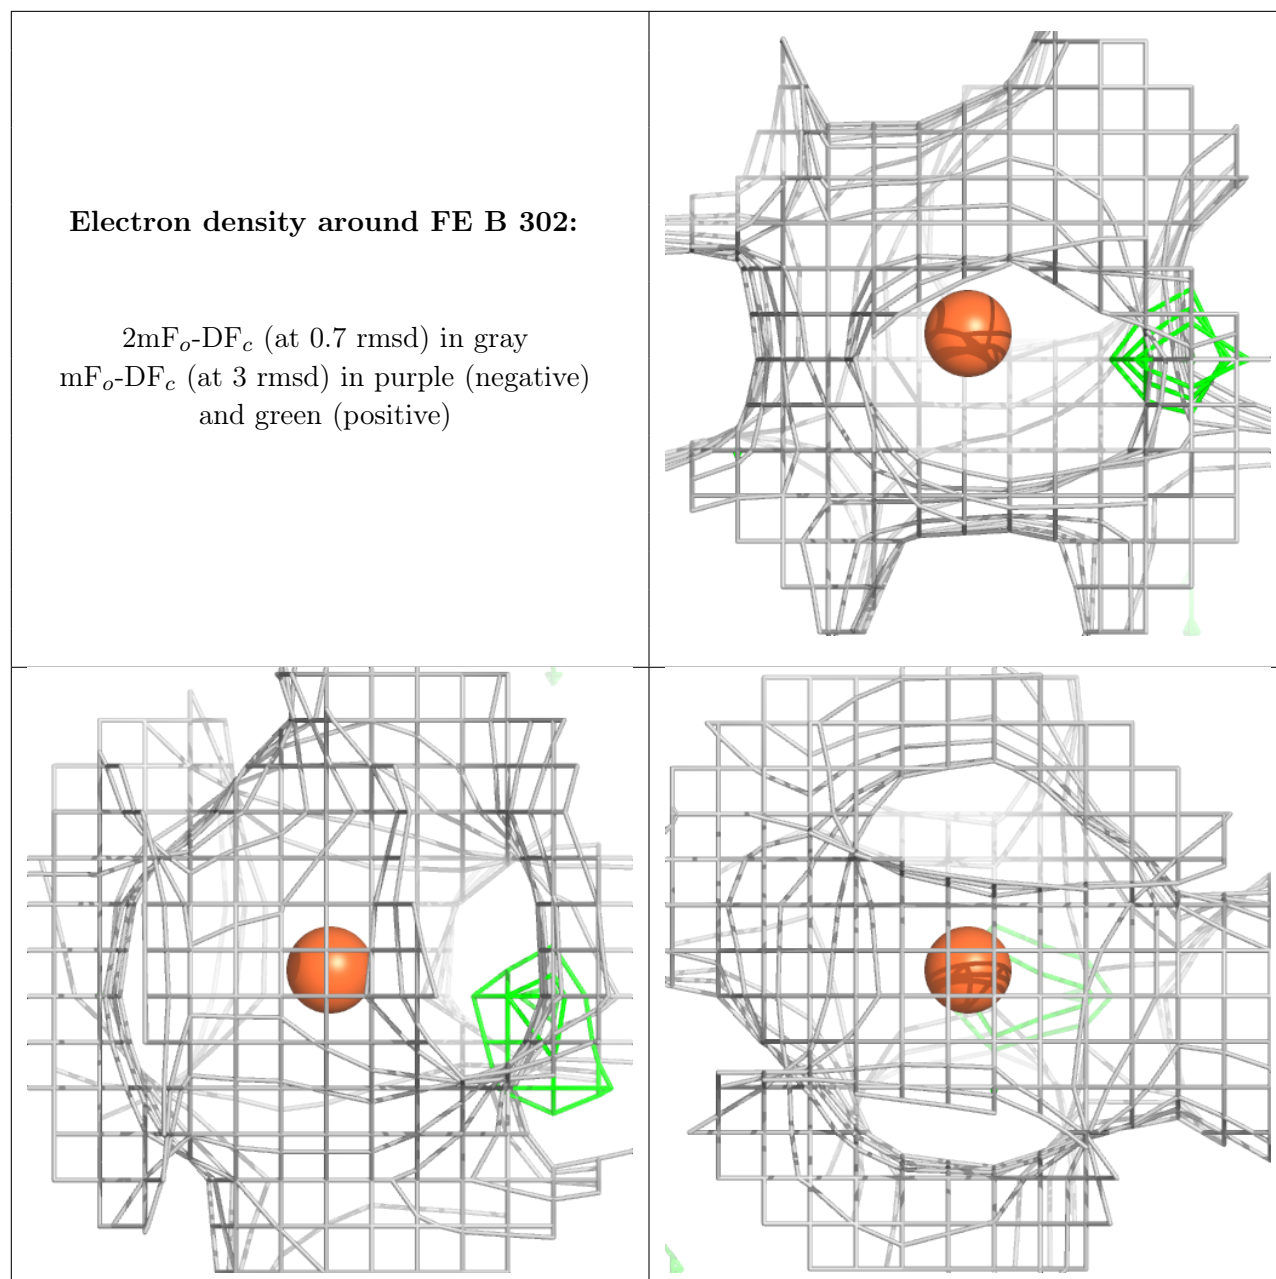 Electron density around FE B 302:
2mF$_o$-DF$_c$ (at 0.7 rmsd) in gray
mF$_o$-DF$_c$ (at 3 rmsd) in purple (negative)
and green (positive)